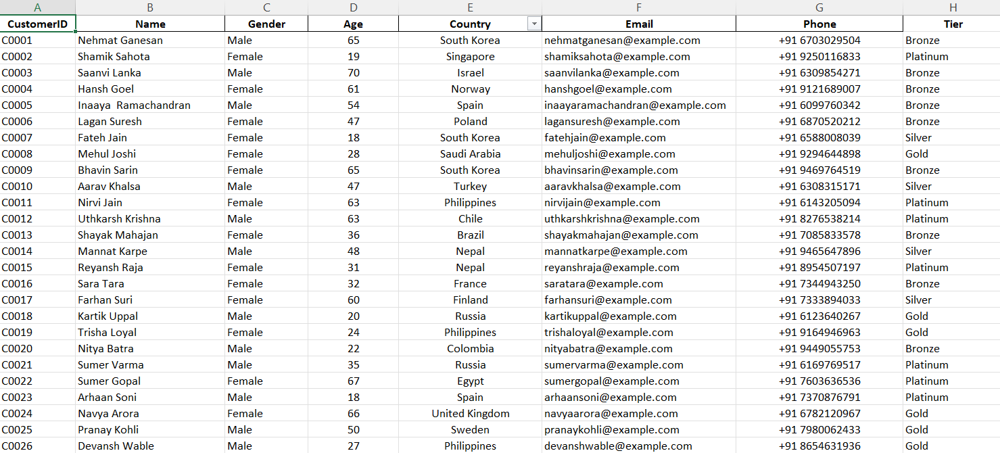 A B C D E F G H
CustomerID Name Gender Age Country Email Phone Tier
C0001 Nehmat Ganesan Male 65 South Korea nehmatganesan@example.com +91 6703029504 Bronze
C0002 Shamik Sahota Female 19 Singapore shamiksahota@example.com +91 9250116833 Platinum
C0003 Saanvi Lanka Male 70 Israel saanvilanka@example.com +91 6309854271 Bronze
C0004 Hansh Goel Female 61 Norway hanshgoel@example.com +91 9121689007 Bronze
C0005 Inaaya  Ramachandran Male 54 Spain inaayaramachandran@example.com +91 6099760342 Bronze
C0006 Lagan Suresh Female 47 Poland lagansuresh@example.com +91 6870520212 Bronze
C0007 Fateh Jain Female 18 South Korea fatehjain@example.com +91 6588008039 Silver
C0008 Mehul Joshi Female 28 Saudi Arabia mehuljoshi@example.com +91 9294644898 Gold
C0009 Bhavin Sarin Female 65 South Korea bhavinsarin@example.com +91 9469764519 Bronze
C0010 Aarav Khalsa Male 47 Turkey aaravkhalsa@example.com +91 6308315171 Silver
C0011 Nirvi Jain Female 63 Philippines nirvijain@example.com +91 6143205094 Platinum
C0012 Uthkarsh Krishna Male 63 Chile uthkarshkrishna@example.com +91 8276538214 Platinum
C0013 Shayak Mahajan Female 36 Brazil shayakmahajan@example.com +91 7085833578 Bronze
C0014 Mannat Karpe Male 48 Nepal mannatkarpe@example.com +91 9465647896 Silver
C0015 Reyansh Raja Female 31 Nepal reyanshraja@example.com +91 8954507197 Platinum
C0016 Sara Tara Female 32 France saratara@example.com +91 7344943250 Bronze
C0017 Farhan Suri Female 60 Finland farhansuri@example.com +91 7333894033 Silver
C0018 Kartik Uppal Male 20 Russia kartikuppal@example.com +91 6123640267 Gold
C0019 Trisha Loyal Female 24 Philippines trishaloyal@example.com +91 9164946963 Gold
C0020 Nitya Batra Male 22 Colombia nityabatra@example.com +91 9449055753 Bronze
C0021 Sumer Varma Male 35 Russia sumervarma@example.com +91 6169769517 Platinum
C0022 Sumer Gopal Female 67 Egypt sumergopal@example.com +91 7603636536 Platinum
C0023 Arhaan Soni Male 18 Spain arhaansoni@example.com +91 7370876791 Platinum
C0024 Navya Arora Female 66 United Kingdom navyaarora@example.com +91 6782120967 Gold
C0025 Pranay Kohli Male 50 Sweden pranaykohli@example.com +91 7980062433 Gold
C0026 Devansh Wable Male 27 Philippines devanshwable@example.com +91 8654631936 Gold